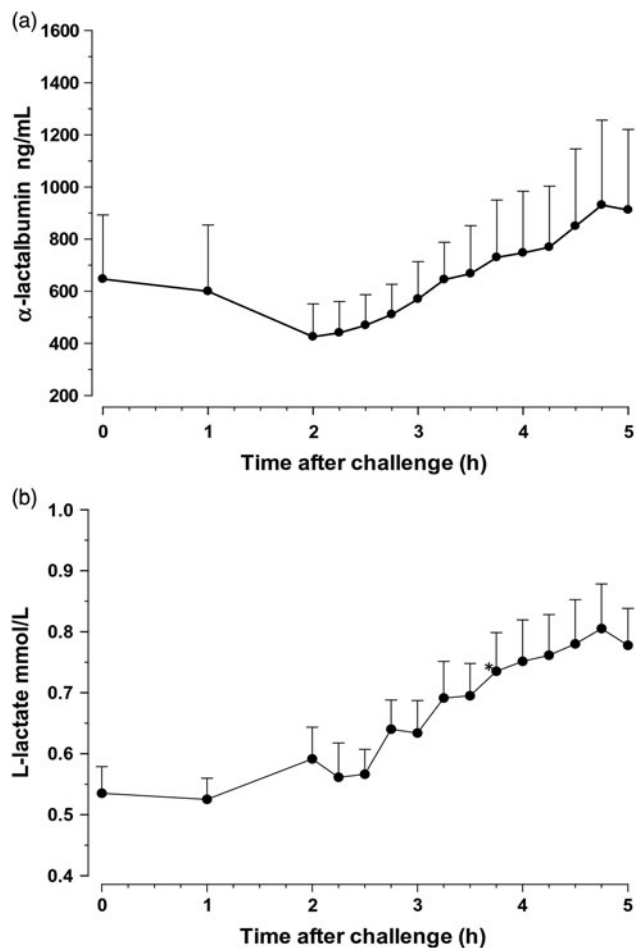 (a)
1600
1400
1200
1000
800
600
400
200
α-lactalbumin ng/mL
0 1 2 3 4 5
Time after challenge (h)
(b)
1.0
0.9
0.8
0.7
0.6
0.5
0.4
L-lactate mmol/L
*
0 1 2 3 4 5
Time after challenge (h)